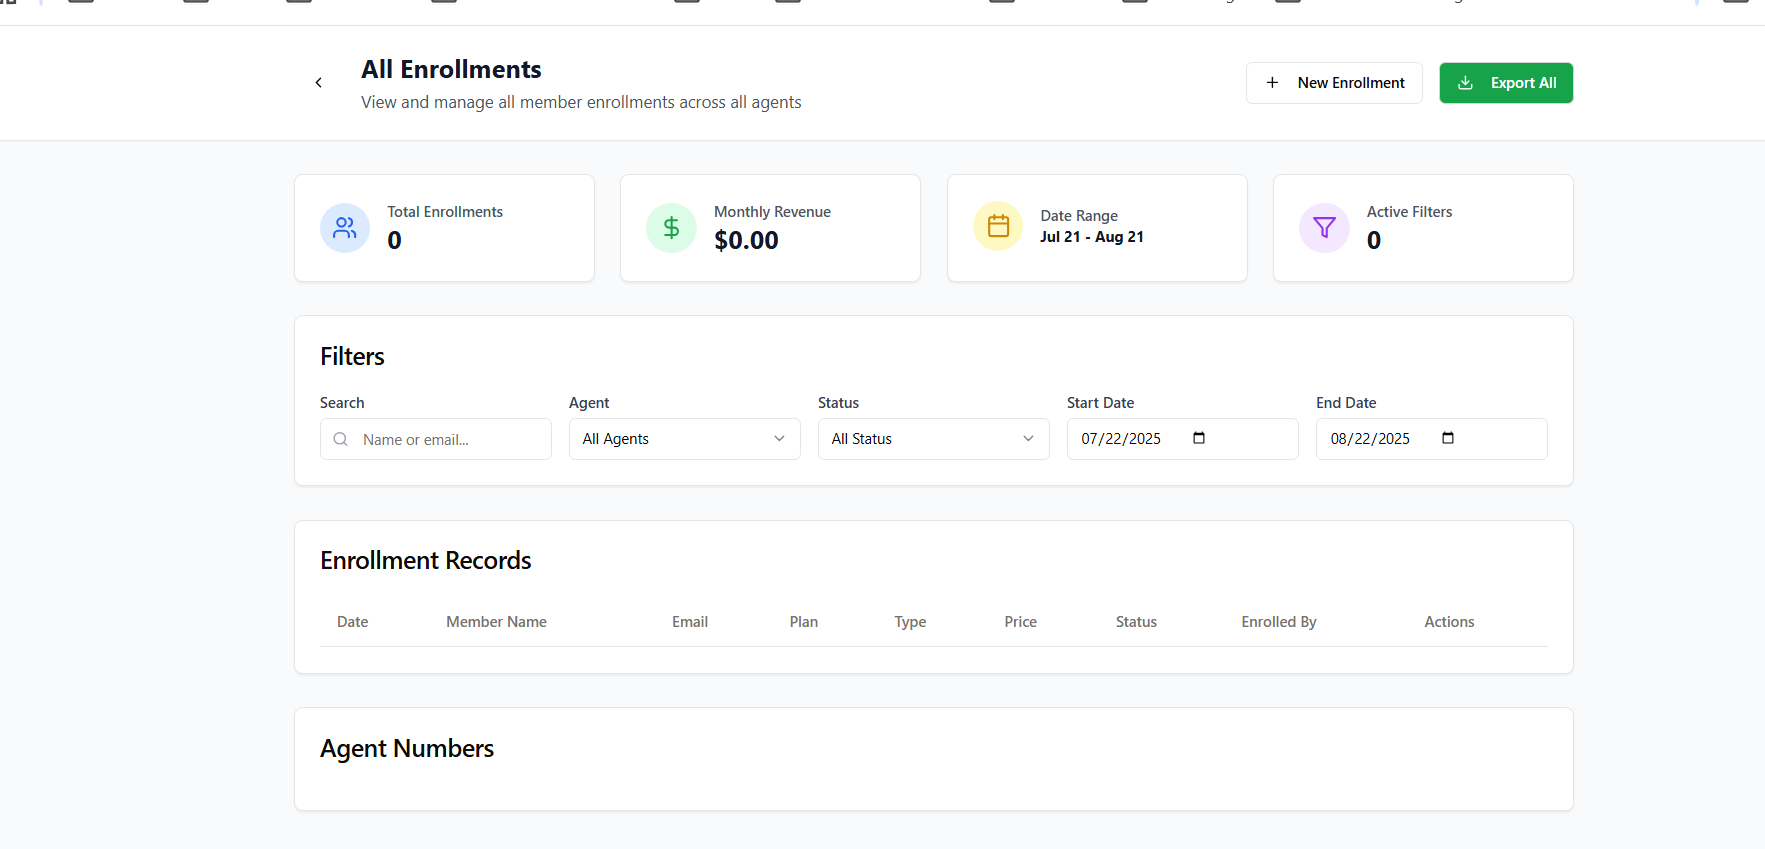 All Enrollments
View and manage all member enrollments across all agents
New Enrollment
Export All
Total Enrollments
0
Monthly Revenue
$0.00
Date Range
Jul 21 - Aug 21
Active Filters
0
Filters
Search
Agent
Status
Start Date
End Date
Name or email...
All Agents
All Status
07/22/2025
08/22/2025
Enrollment Records
Date
Member Name
Email
Plan
Type
Price
Status
Enrolled By
Actions
Agent Numbers